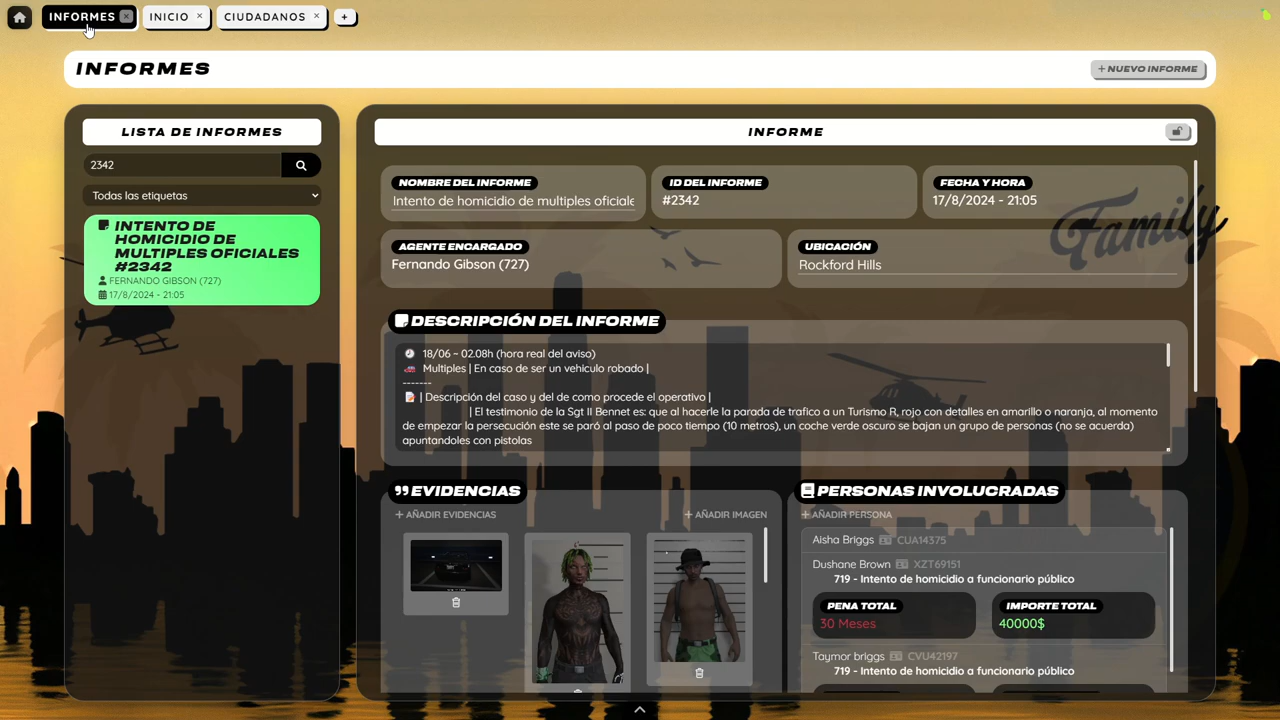 INFORMES
INICIO
CIUDADANOS
+
INFORMES
+ NUEVO INFORME
LISTA DE INFORMES
2342
Todas las etiquetas
INTENTO DE
HOMICIDIO DE
MULTIPLES OFICIALES
#2342
FERNANDO GIBSON (727)
17/8/2024 - 21:05
INFORME
NOMBRE DEL INFORME
Intento de homicidio de multiples oficiale
ID DEL INFORME
#2342
FECHA Y HORA
17/8/2024 - 21:05
Family
AGENTE ENCARGADO
Fernando Gibson (727)
UBICACIÓN
Rockford Hills
DESCRIPCIÓN DEL INFORME
18/06 - 02.08h (hora real del aviso)
Multiples | En caso de ser un vehiculo robado |
-------
| Descripción del caso y del de como procede el operativo |
| El testimonio de la Sgt II Bennet es: que al hacerle la parada de trafico a un Turismo R, rojo con detalles en amarillo o naranja, al momento
de empezar la persecución este se paró al paso de poco tiempo (10 metros), un coche verde oscuro se bajan un grupo de personas (no se acuerda)
apuntandoles con pistolas
EVIDENCIAS
+ AÑADIR EVIDENCIAS
+ AÑADIR IMAGEN
PERSONAS INVOLUCRADAS
+ AÑADIR PERSONA
Aisha Briggs CUA14375
Dushane Brown XZT69151
719 - Intento de homicidio a funcionario público
PENA TOTAL
30 Meses
IMPORTE TOTAL
40000$
Taymor briggs CVU42197
719 - Intento de homicidio a funcionario público